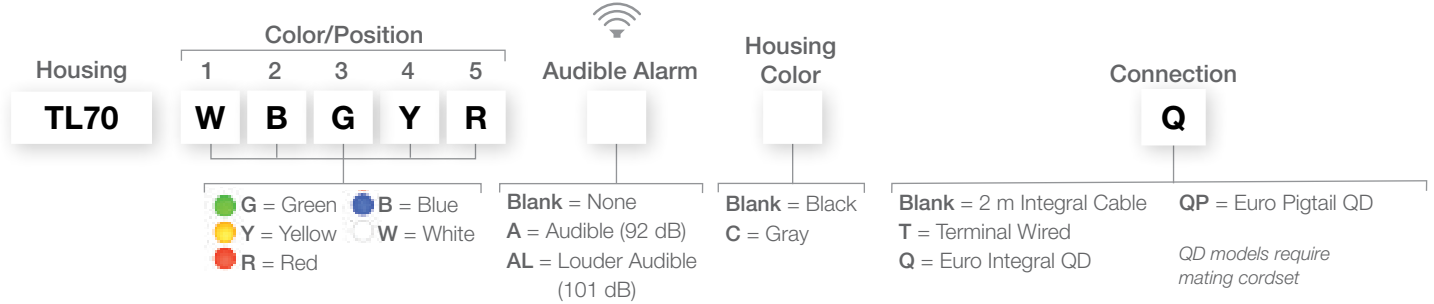 Color/Position
Housing
1 2 3 4 5
Audible Alarm
Housing
Color
Connection
TL70
W B G Y R
Q
G = Green B = Blue
Y = Yellow W = White
R = Red
Blank = None
A = Audible (92 dB)
AL = Louder Audible
(101 dB)
Blank = Black
C = Gray
Blank = 2 m Integral Cable
T = Terminal Wired
Q = Euro Integral QD
QP = Euro Pigtail QD
QD models require
mating cordset